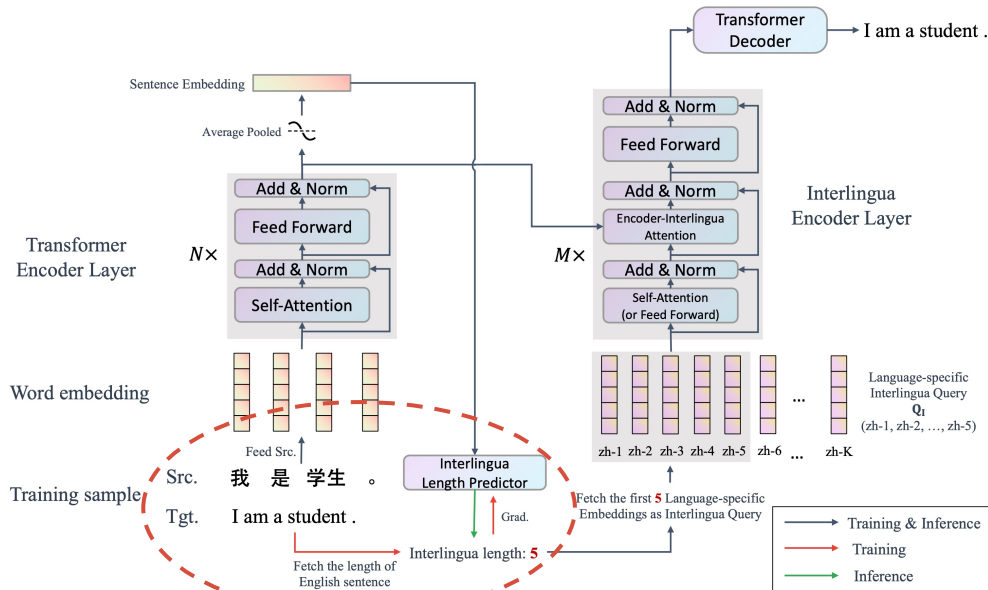 Transformer
Decoder
I am a student .
Sentence Embedding
Average Pooled
Add & Norm
Feed Forward
Add & Norm
Self-Attention
N×
Transformer
Encoder Layer
Add & Norm
Feed Forward
Add & Norm
Encoder-Interlingua
Attention
Add & Norm
Self-Attention
(or Feed Forward)
M×
Interlingua
Encoder Layer
Word embedding
...
Language-specific
Interlingua Query
Q_I
(zh-1, zh-2, ..., zh-5)
zh-1 zh-2 zh-3 zh-4 zh-5 zh-6 ... zh-K
Feed Src.
Training sample
Src. 我 是 学生 。
Tgt. I am a student .
Interlingua
Length Predictor
Grad.
Fetch the length of
English sentence
Interlingua length: 5
Fetch the first 5 Language-specific
Embeddings as Interlingua Query
Training & Inference
Training
Inference